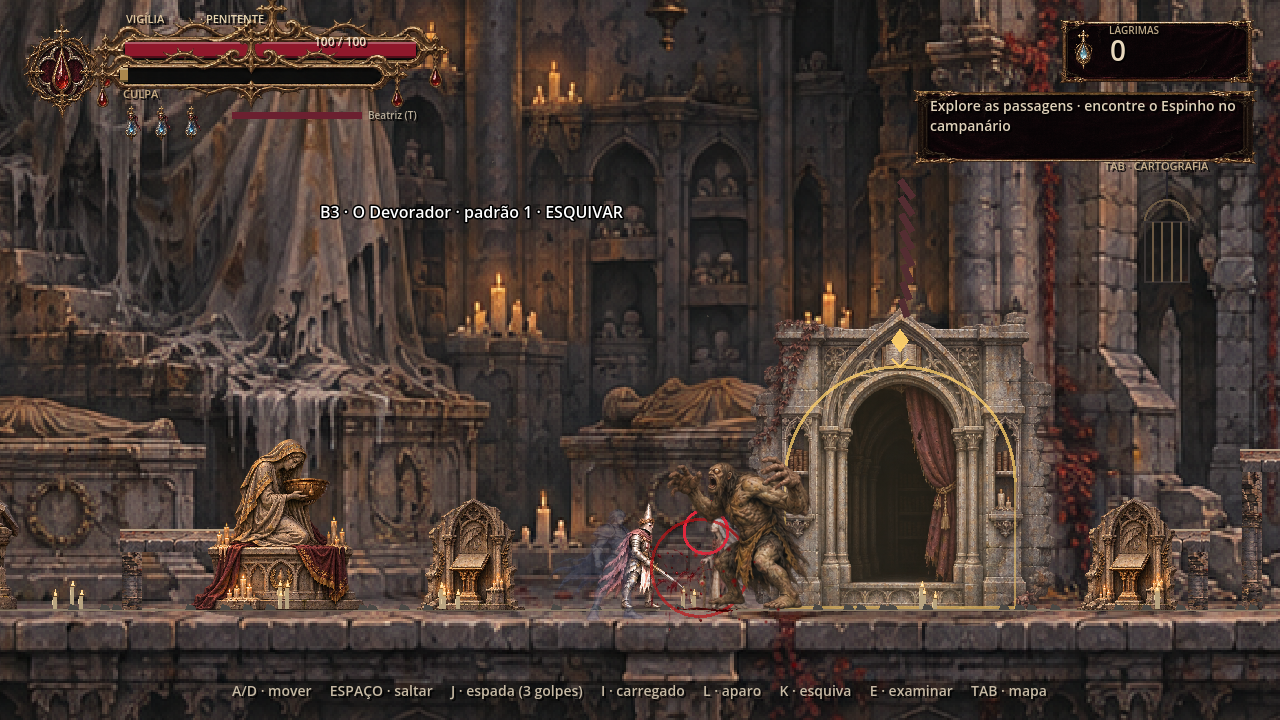 VIGÍLIA PENITENTE
100 / 100
CULPA
Beatriz (T)
LÁGRIMAS
0
Explore as passagens · encontre o Espinho no
campanário
TAB · CARTOGRAFIA
B3 · O Devorador · padrão 1 · ESQUIVAR
A/D · mover ESPAÇO · saltar J · espada (3 golpes) I · carregado L · aparo K · esquiva E · examinar TAB · mapa